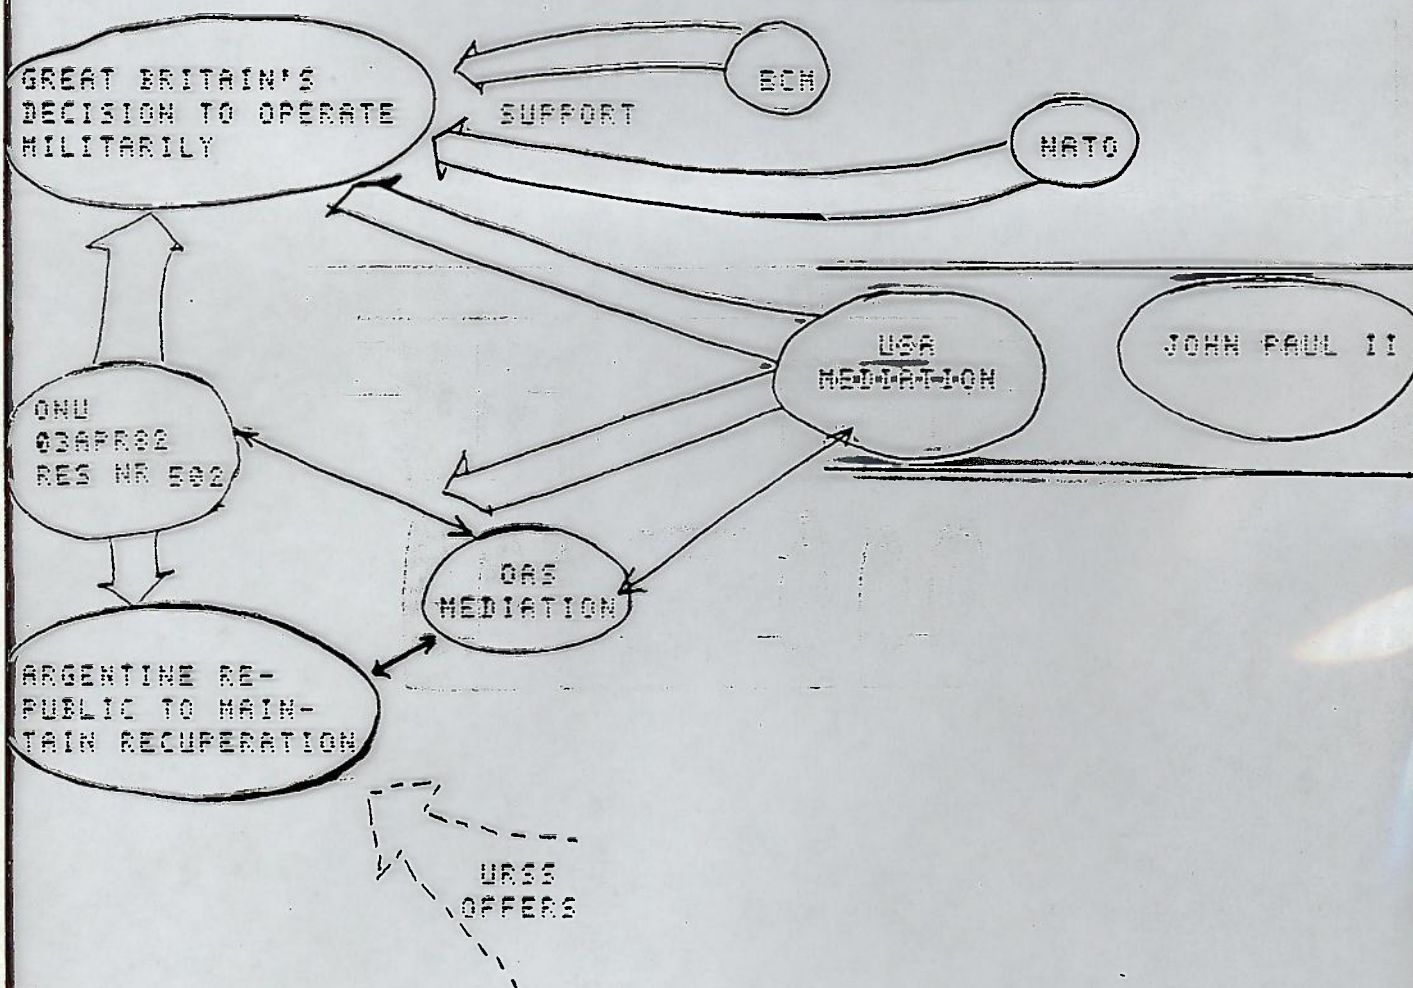 GREAT BRITAIN'S
DECISION TO OPERATE
MILITARILY
SUPPORT
ECM
NATO
USA
MEDIATION
JOHN PAUL II
ONU
03APR82
RES NR 502
OAS
MEDIATION
ARGENTINE RE-
PUBLIC TO MAIN-
TAIN RECUPERATION
URSS
OFFERS